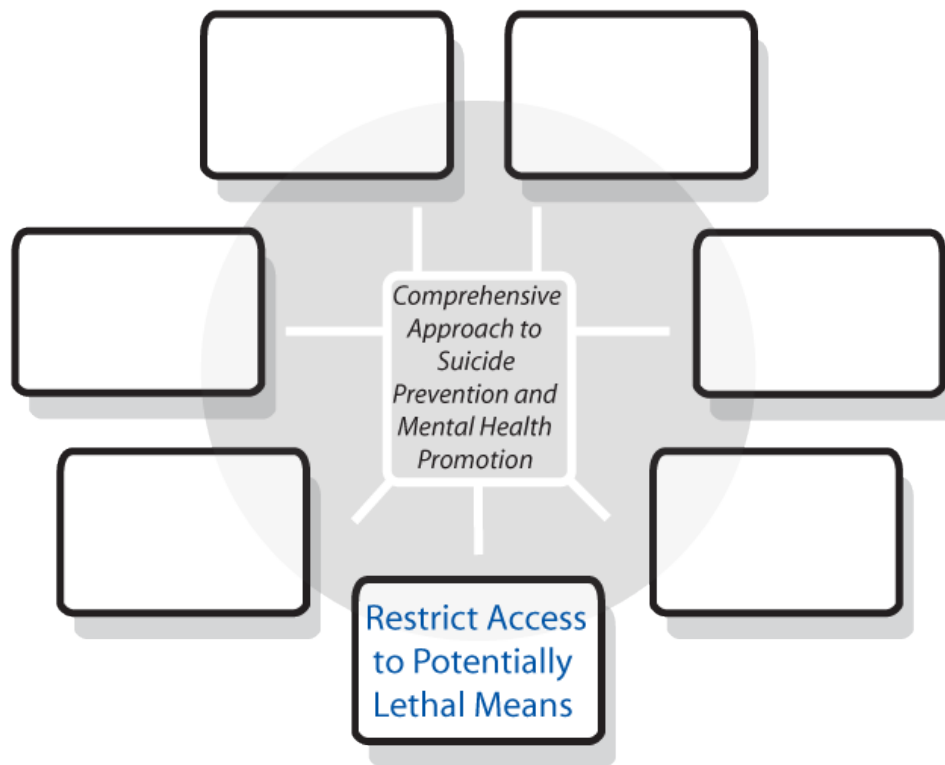 Comprehensive
Approach to
Suicide
Prevention and
Mental Health
Promotion
Restrict Access
to Potentially
Lethal Means